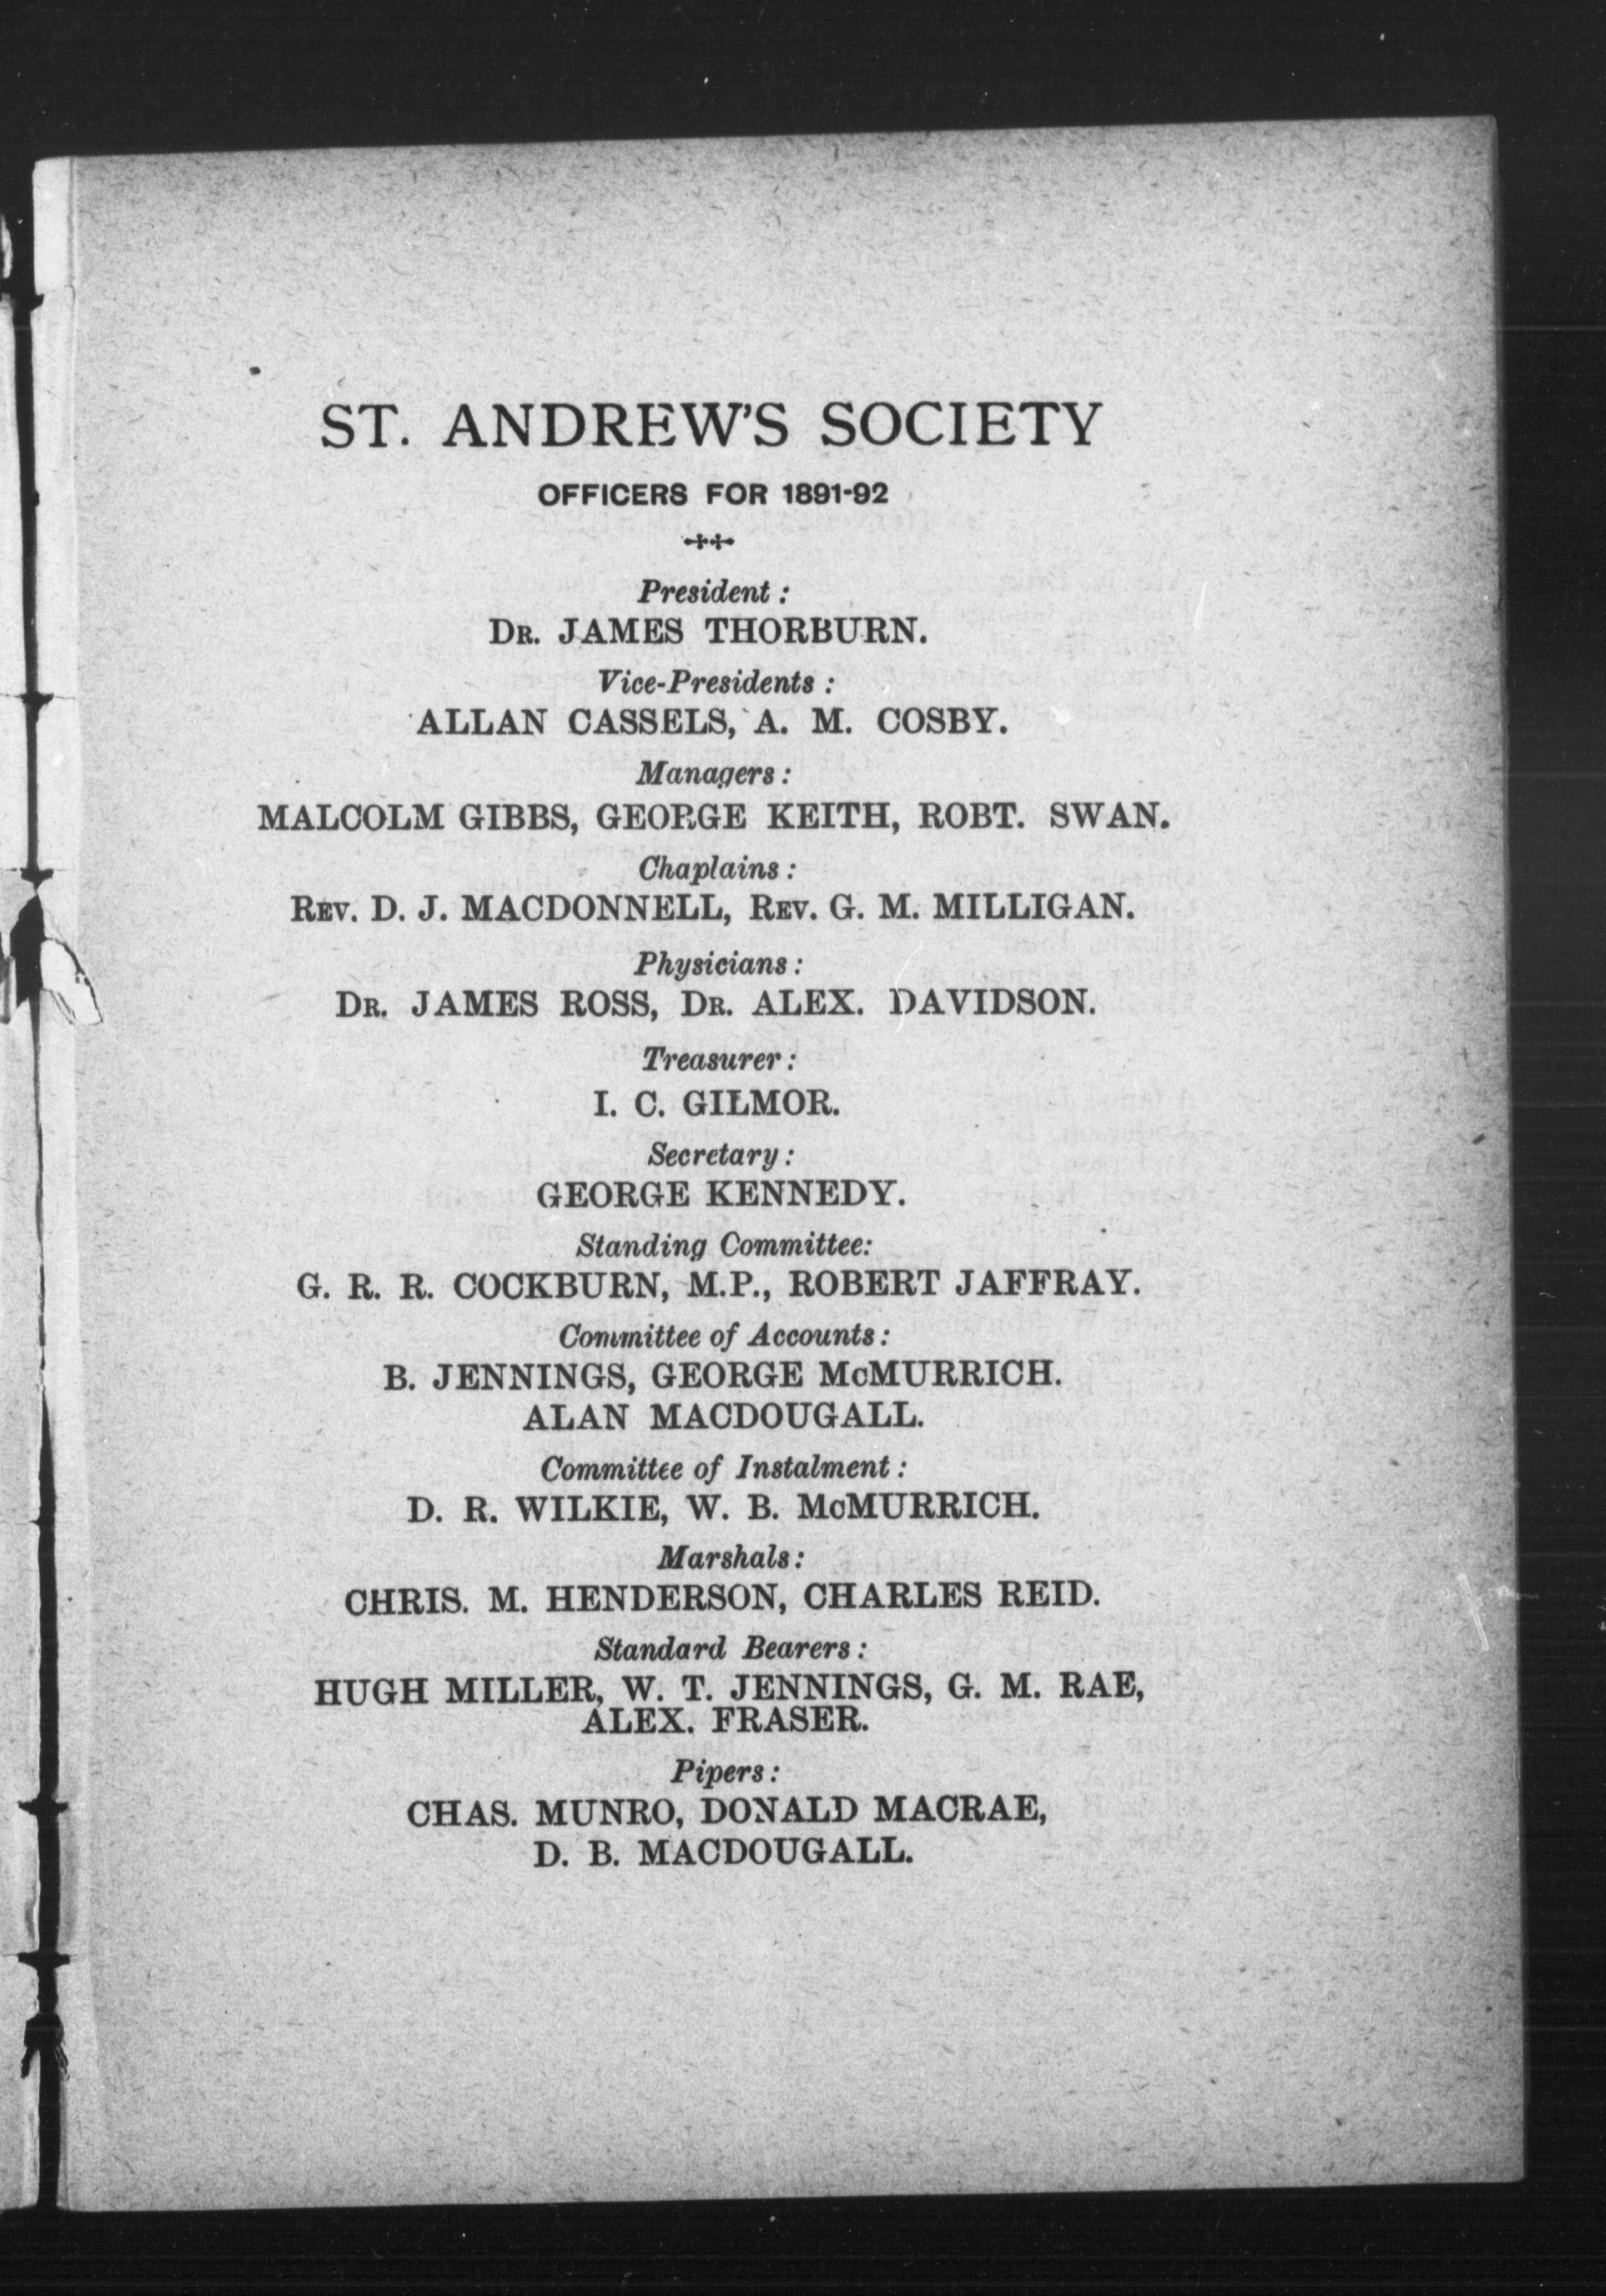 ST. ANDREW'S SOCIETY
OFFICERS FOR 1891-92
President :
DR. JAMES THORBURN.
Vice-Presidents :
ALLAN CASSELS, A. M. COSBY.
Managers :
MALCOLM GIBBS, GEORGE KEITH, ROBT. SWAN.
Chaplains :
REV. D. J. MACDONNELL, REV. G. M. MILLIGAN.
Physicians :
DR. JAMES ROSS, DR. ALEX. DAVIDSON.
Treasurer :
I. C. GILMOR.
Secretary :
GEORGE KENNEDY.
Standing Committee:
G. R. R. COCKBURN, M.P., ROBERT JAFFRAY.
Committee of Accounts :
B. JENNINGS, GEORGE McMURRICH.
ALAN MACDOUGALL.
Committee of Instalment :
D. R. WILKIE, W. B. McMURRICH.
Marshals :
CHRIS. M. HENDERSON, CHARLES REID.
Standard Bearers :
HUGH MILLER, W. T. JENNINGS, G. M. RAE,
ALEX. FRASER.
Pipers :
CHAS. MUNRO, DONALD MACRAE,
D. B. MACDOUGALL.